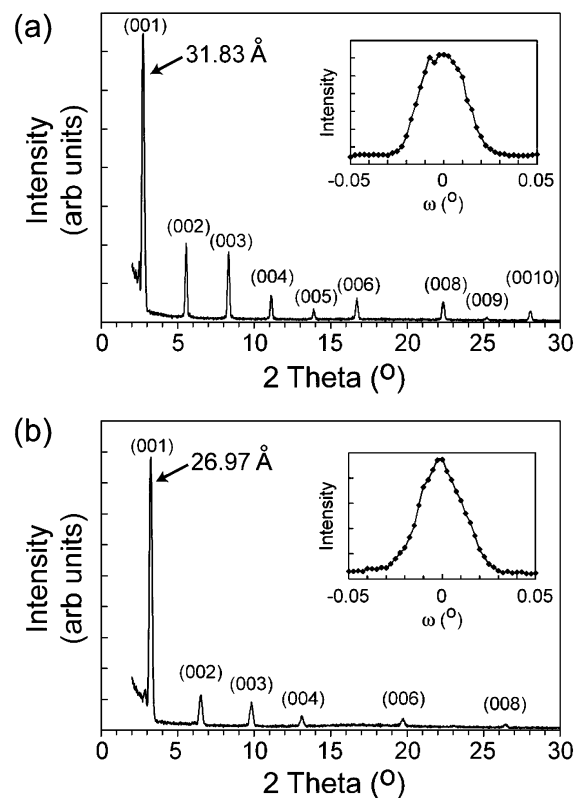 (a)
(001)
31.83 Å
Intensity
(arb units)
(002)
(003)
(004)
(005)
(006)
(008)
(009)
(0010)
Intensity
-0.05
0
0.05
ω (°)
0
5
10
15
20
25
30
2 Theta (°)
(b)
(001)
26.97 Å
Intensity
(arb units)
(002)
(003)
(004)
(006)
(008)
Intensity
-0.05
0
0.05
ω (°)
0
5
10
15
20
25
30
2 Theta (°)